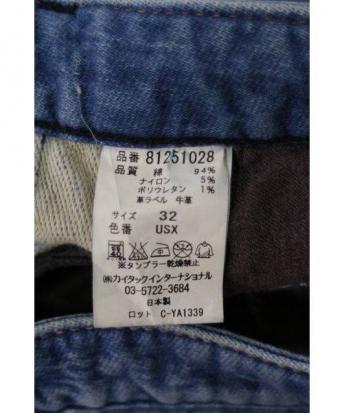 品番 81251028
品質 綿 94%
ナイロン 5%
ポリウレタン 1%
革ラベル 牛革
サイズ 32
色番 USX
※タンブラー乾燥禁止
㈱カイタックインターナショナル
03-5722-3684
日本製
ロット C-YA1339